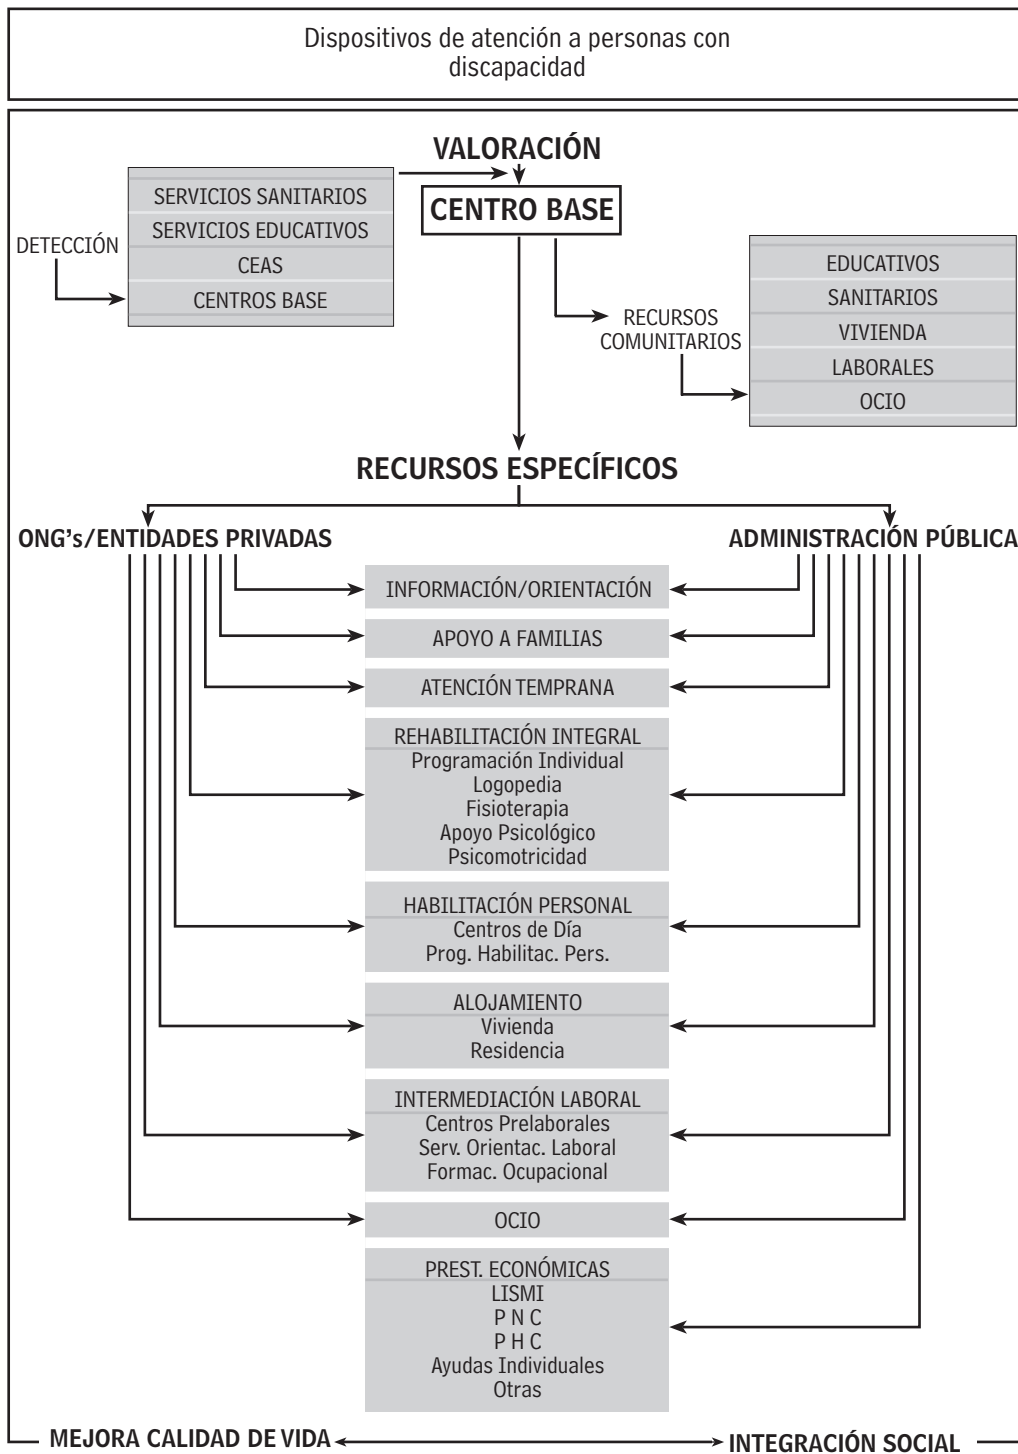 Dispositivos de atención a personas con
discapacidad
VALORACIÓN
CENTRO BASE
DETECCIÓN
SERVICIOS SANITARIOS
SERVICIOS EDUCATIVOS
CEAS
CENTROS BASE
RECURSOS
COMUNITARIOS
EDUCATIVOS
SANITARIOS
VIVIENDA
LABORALES
OCIO
RECURSOS ESPECÍFICOS
ONG's/ENTIDADES PRIVADAS
ADMINISTRACIÓN PÚBLICA
INFORMACIÓN/ORIENTACIÓN
APOYO A FAMILIAS
ATENCIÓN TEMPRANA
REHABILITACIÓN INTEGRAL
Programación Individual
Logopedia
Fisioterapia
Apoyo Psicológico
Psicomotricidad
HABILITACIÓN PERSONAL
Centros de Día
Prog. Habilitac. Pers.
ALOJAMIENTO
Vivienda
Residencia
INTERMEDIACIÓN LABORAL
Centros Prelaborales
Serv. Orientac. Laboral
Formac. Ocupacional
OCIO
PREST. ECONÓMICAS
LISMI
P N C
P H C
Ayudas Individuales
Otras
MEJORA CALIDAD DE VIDA
INTEGRACIÓN SOCIAL